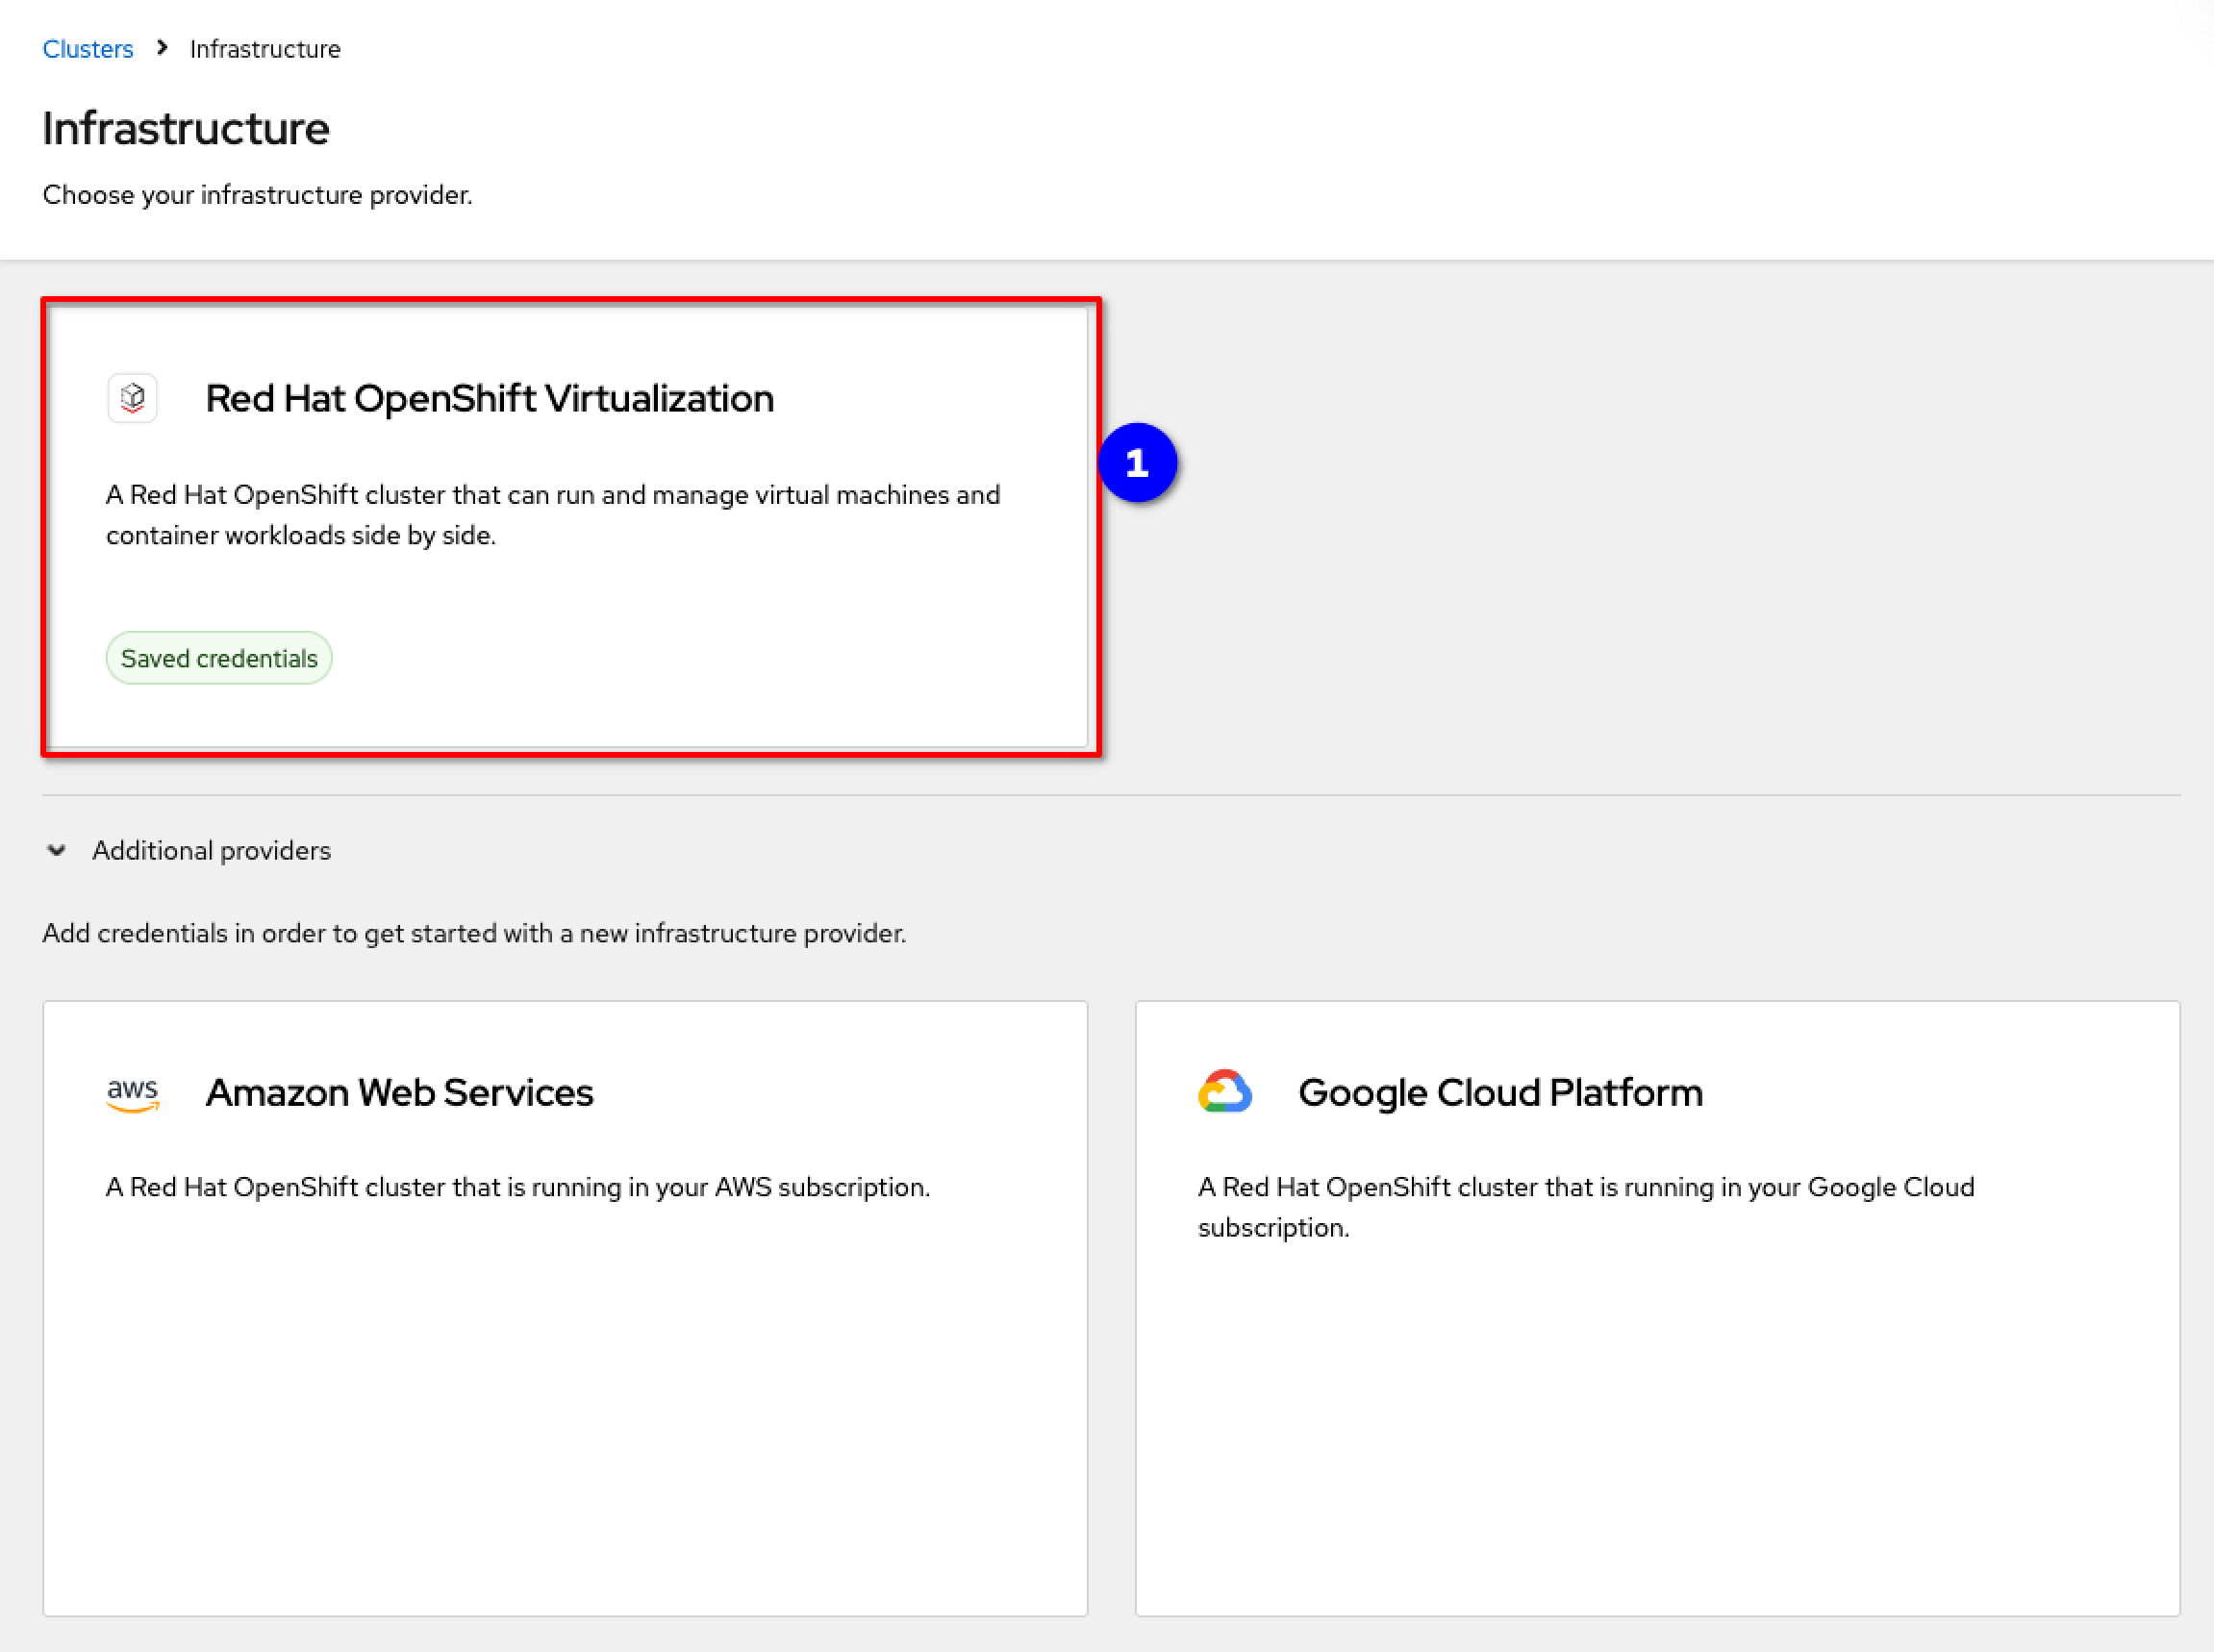 Clusters Infrastructure
Infrastructure
Choose your infrastructure provider.
Red Hat OpenShift Virtualization
1
A Red Hat OpenShift cluster that can run and manage virtual machines and
container workloads side by side.
Saved credentials
Additional providers
Add credentials in order to get started with a new infrastructure provider.
aws Amazon Web Services
A Red Hat OpenShift cluster that is running in your AWS subscription.
Google Cloud Platform
A Red Hat OpenShift cluster that is running in your Google Cloud
subscription.